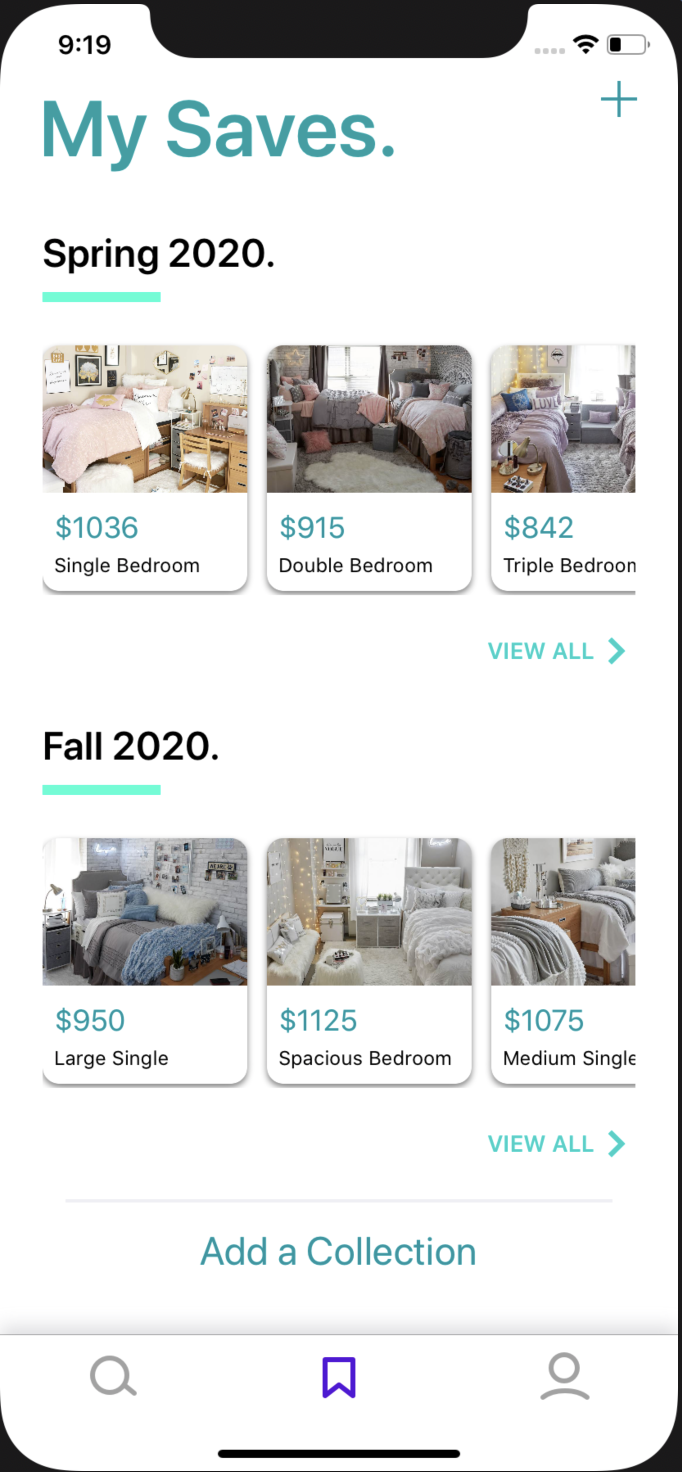 9:19
My Saves.
Spring 2020.
$1036
Single Bedroom
$915
Double Bedroom
$842
Triple Bedroom
VIEW ALL
Fall 2020.
$950
Large Single
$1125
Spacious Bedroom
$1075
Medium Single
VIEW ALL
Add a Collection